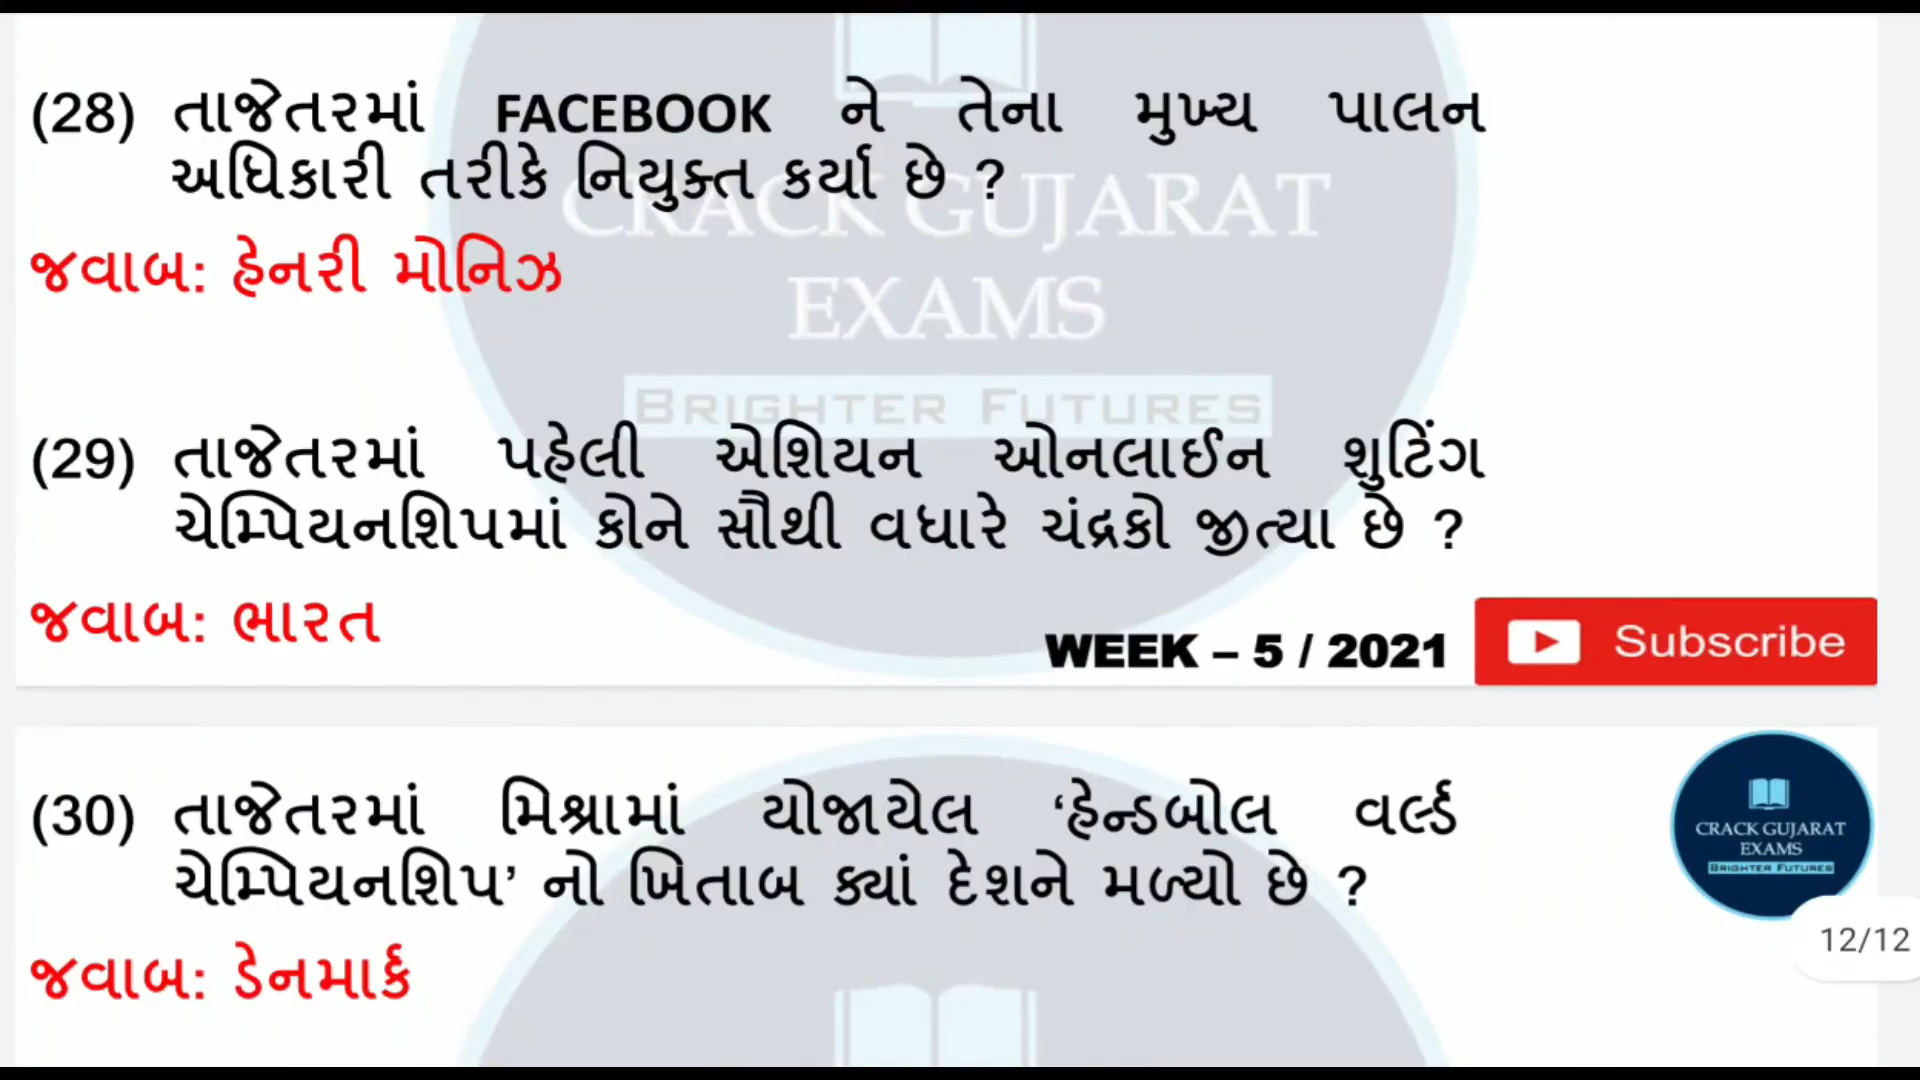 (28) તાજેતરમાં FACEBOOK ને તેના મુખ્ય પાલન
અધિકારી તરીકે નિયુક્ત કર્યા છે ?
જવાબ: હેનરી મોનિઝ
CRACK GUJARAT
EXAMS
BRIGHTER FUTURES
(29) તાજેતરમાં પહેલી એશિયન ઓનલાઈન શુટિંગ
ચેમ્પિયનશિપમાં કોને સૌથી વધારે ચંદ્રકો જીત્યા છે ?
જવાબ: ભારત
WEEK – 5 / 2021
Subscribe
(30) તાજેતરમાં મિશ્રામાં યોજાયેલ ‘હેન્ડબોલ વર્લ્ડ
ચેમ્પિયનશિપ’ નો ખિતાબ ક્યાં દેશને મળ્યો છે ?
જવાબ: ડેનમાર્ક
CRACK GUJARAT
EXAMS
BRIGHTER FUTURES
12/12